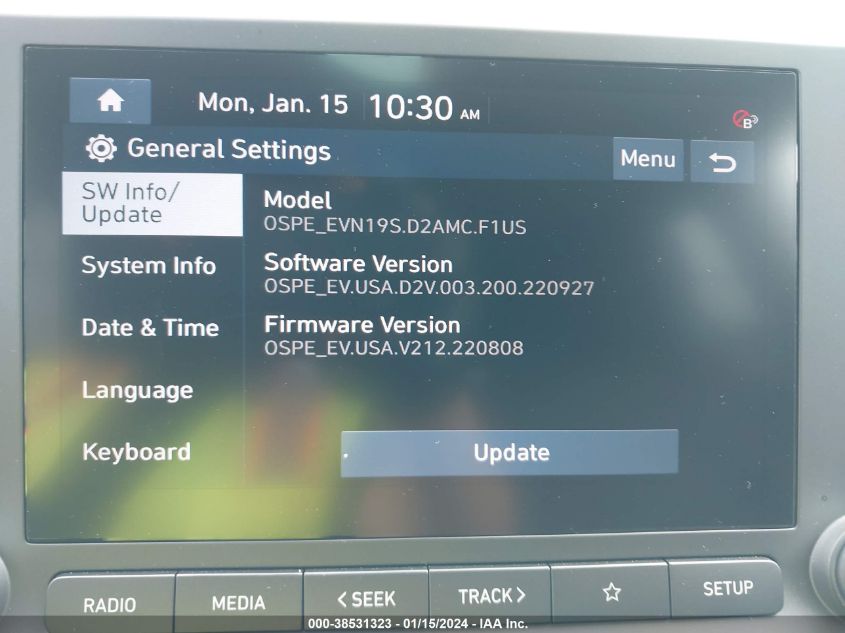 Mon, Jan. 15 10:30 AM
B
General Settings
Menu
SW Info/
Update
Model
OSPE_EVN19S.D2AMC.F1US
System Info
Software Version
OSPE_EV.USA.D2V.003.200.220927
Date & Time
Firmware Version
OSPE_EV.USA.V212.220808
Language
Keyboard
Update
RADIO
MEDIA
< SEEK
TRACK >
SETUP
000-38531323 - 01/15/2024 - IAA Inc.